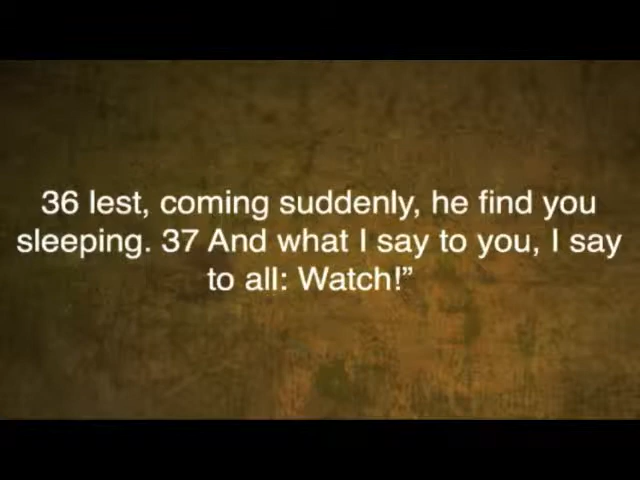 36 lest, coming suddenly, he find you
sleeping. 37 And what I say to you, I say
to all: Watch!”